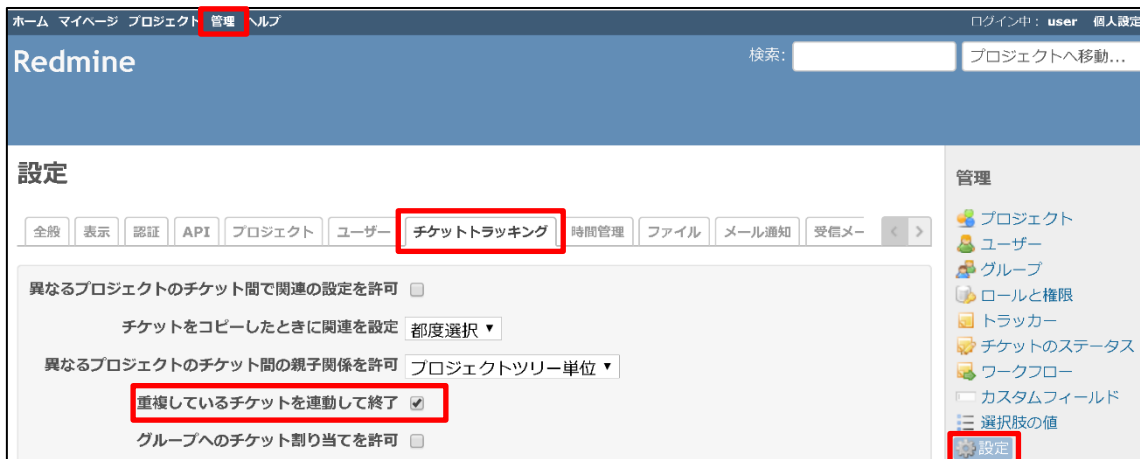 ホーム マイページ プロジェクト 管理 ヘルプ
ログイン中： user 個人設定
Redmine
検索:
プロジェクトへ移動...
設定
全般 表示 認証 API プロジェクト ユーザー チケットトラッキング 時間管理 ファイル メール通知 受信メー
異なるプロジェクトのチケット間で関連の設定を許可
チケットをコピーしたときに関連を設定 都度選択
異なるプロジェクトのチケット間の親子関係を許可 プロジェクトツリー単位
重複しているチケットを連動して終了
グループへのチケット割り当てを許可
管理
プロジェクト
ユーザー
グループ
ロールと権限
トラッカー
チケットのステータス
ワークフロー
カスタムフィールド
選択肢の値
設定